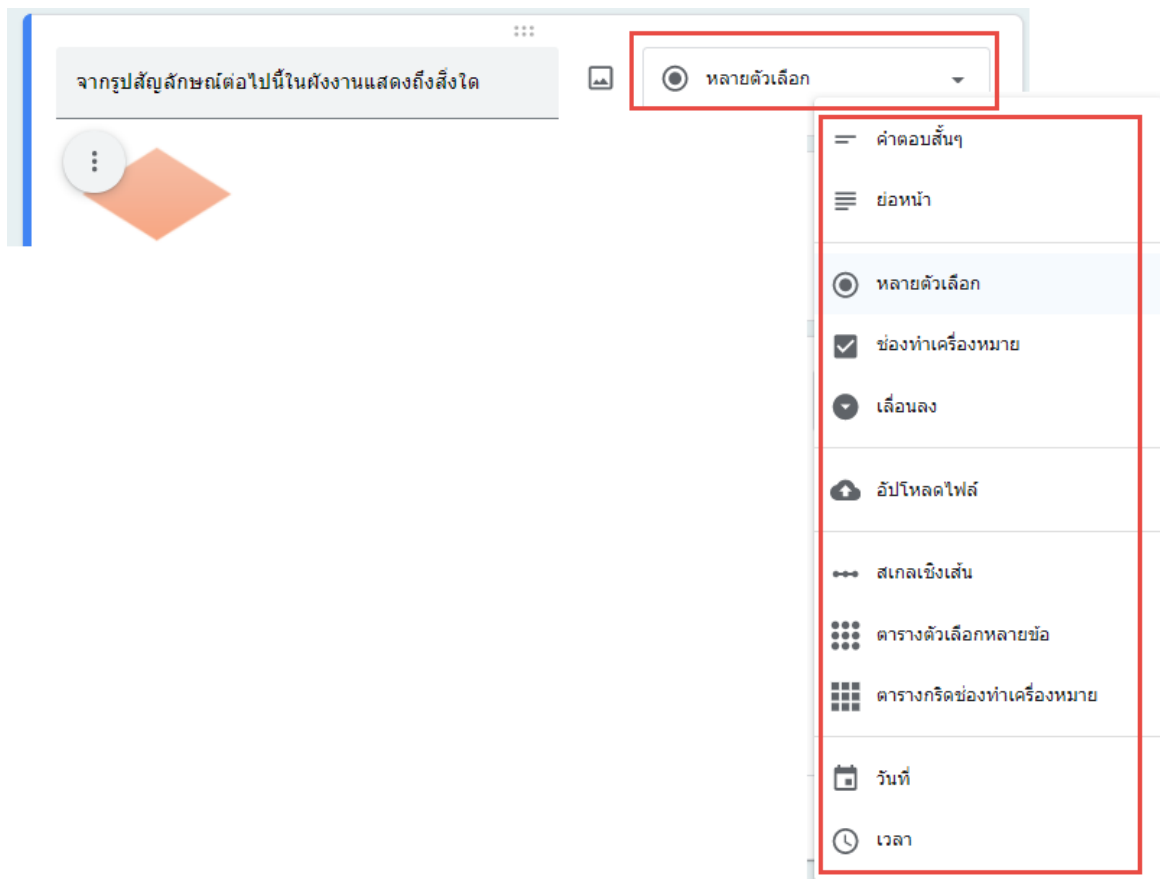 จากรูปสัญลักษณ์ต่อไปนี้ในผังงานแสดงถึงสิ่งใด
หลายตัวเลือก
คำตอบสั้นๆ
ย่อหน้า
หลายตัวเลือก
ช่องทำเครื่องหมาย
เลื่อนลง
อัปโหลดไฟล์
สเกลเชิงเส้น
ตารางตัวเลือกหลายข้อ
ตารางกริดช่องทำเครื่องหมาย
วันที่
เวลา